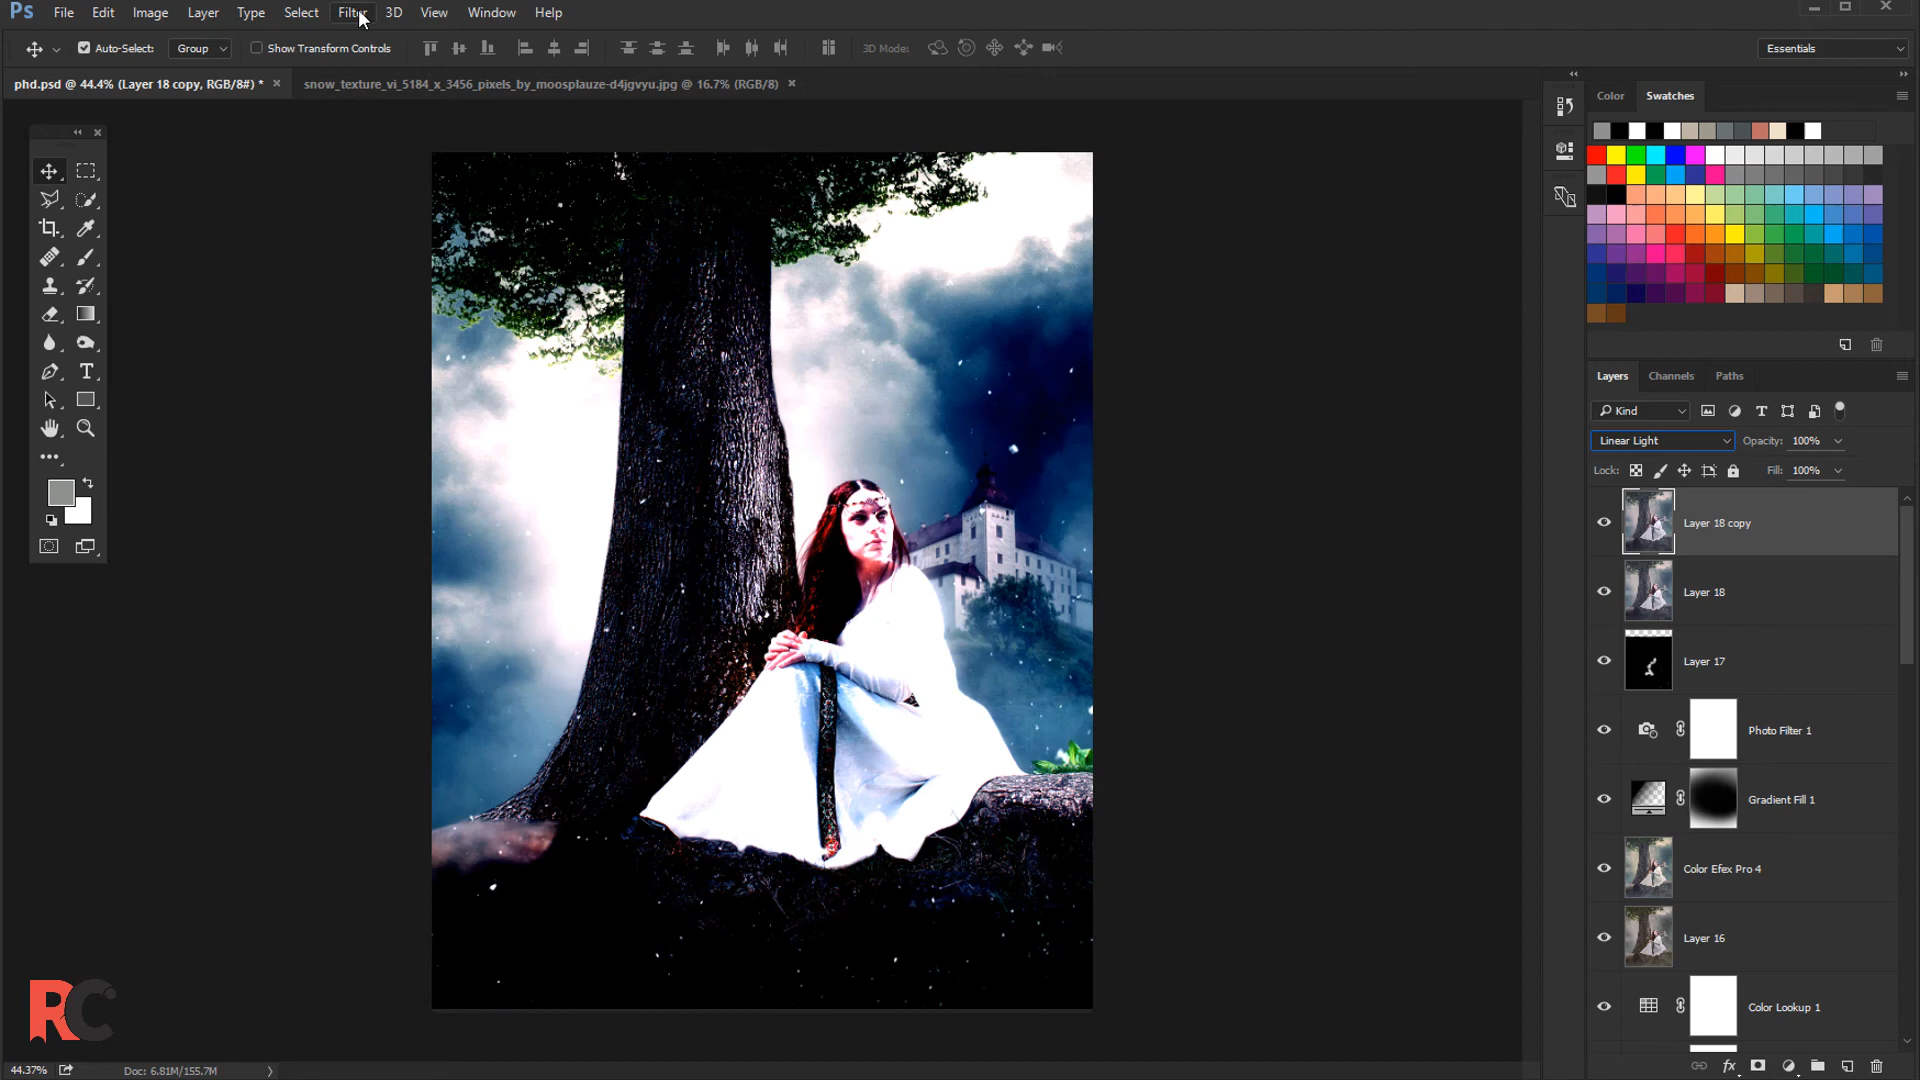 Ps File Edit Image Layer Type Select Filter 3D View Window Help
Auto-Select: Group Show Transform Controls 3D Mode: Essentials
phd.psd @ 44.4% (Layer 18 copy, RGB/8#) * snow_texture_vi_5184_x_3456_pixels_by_moosplauze-d4jgvyu.jpg @ 16.7% (RGB/8)
Color Swatches
Layers Channels Paths
Kind
Linear Light Opacity: 100%
Lock: Fill: 100%
Layer 18 copy
Layer 18
Layer 17
Photo Filter 1
Gradient Fill 1
Color Efex Pro 4
Layer 16
Color Lookup 1
RC
44.37% Doc: 6.81M/155.7M
fx